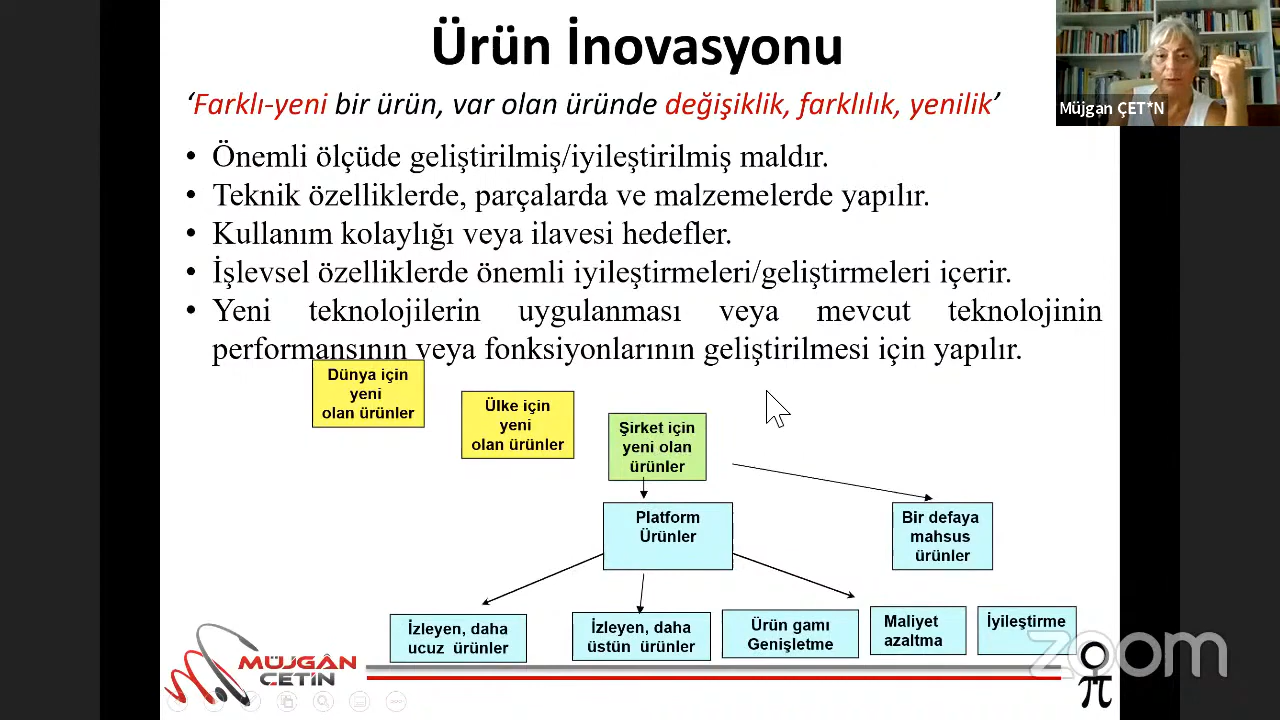 Ürün İnovasyonu
‘Farklı-yeni bir ürün, var olan üründe değişiklik, farklılık, yenilik’
Müjgan ÇET*N
• Önemli ölçüde geliştirilmiş/iyileştirilmiş maldır.
• Teknik özelliklerde, parçalarda ve malzemelerde yapılır.
• Kullanım kolaylığı veya ilavesi hedefler.
• İşlevsel özelliklerde önemli iyileştirmeleri/geliştirmeleri içerir.
• Yeni teknolojilerin uygulanması veya mevcut teknolojinin
performansının veya fonksiyonlarının geliştirilmesi için yapılır.
Dünya için
yeni
olan ürünler
Ülke için
yeni
olan ürünler
Şirket için
yeni olan
ürünler
Platform
Ürünler
Bir defaya
mahsus
ürünler
İzleyen, daha
ucuz ürünler
İzleyen, daha
üstün ürünler
Ürün gamı
Genişletme
Maliyet
azaltma
İyileştirme
MÜJGÂN
ÇETİN
zoom
π